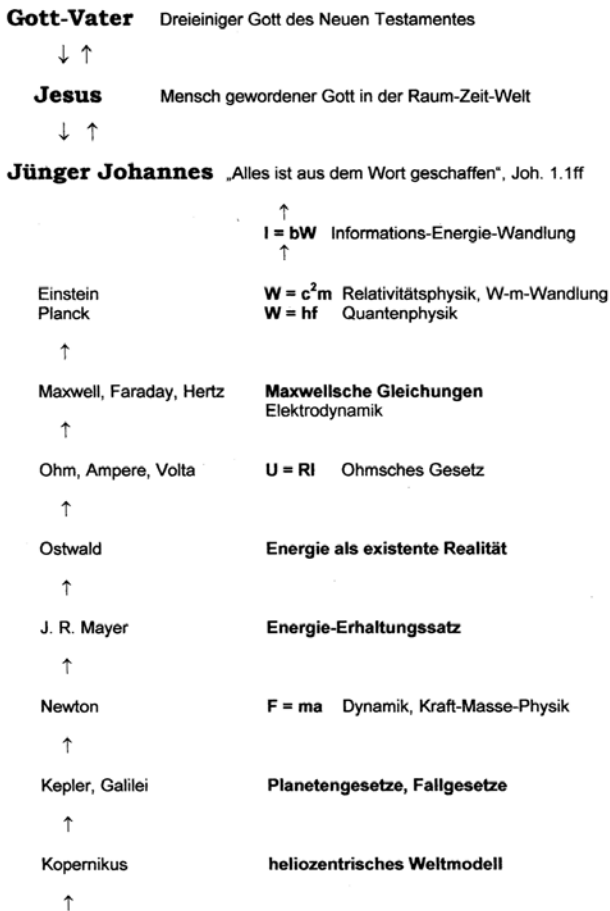 Gott-Vater Dreieiniger Gott des Neuen Testamentes
↓ ↑
Jesus Mensch gewordener Gott in der Raum-Zeit-Welt
↓ ↑
Jünger Johannes „Alles ist aus dem Wort geschaffen", Joh. 1.1ff
↑
I = bW Informations-Energie-Wandlung
↑
Einstein W = c²m Relativitätsphysik, W-m-Wandlung
Planck W = hf Quantenphysik
↑
Maxwell, Faraday, Hertz Maxwellsche Gleichungen
Elektrodynamik
↑
Ohm, Ampere, Volta U = RI Ohmsches Gesetz
↑
Ostwald Energie als existente Realität
↑
J. R. Mayer Energie-Erhaltungssatz
↑
Newton F = ma Dynamik, Kraft-Masse-Physik
↑
Kepler, Galilei Planetengesetze, Fallgesetze
↑
Kopernikus heliozentrisches Weltmodell
↑